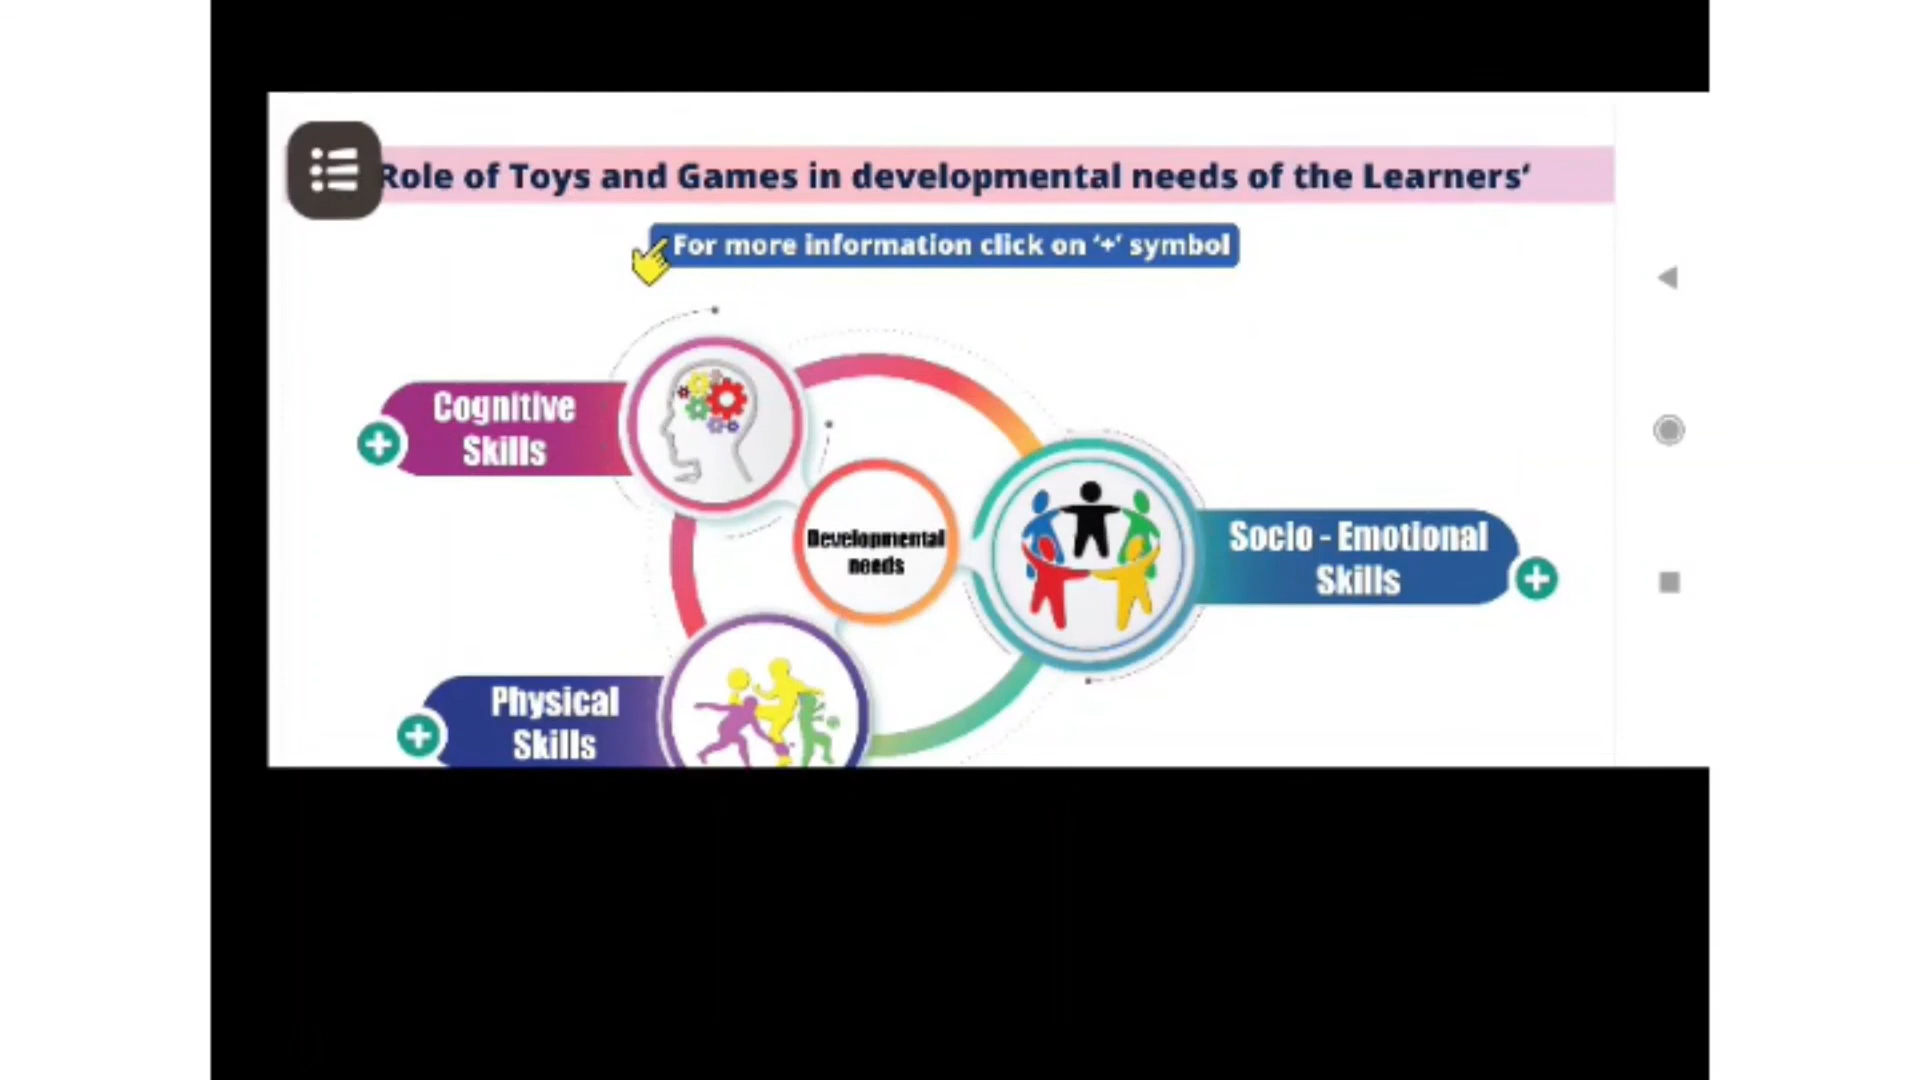 Role of Toys and Games in developmental needs of the Learners‘
For more information click on ‘+’ symbol
Cognitive
Skills
Developmental
needs
Socio - Emotional
Skills
Physical
Skills